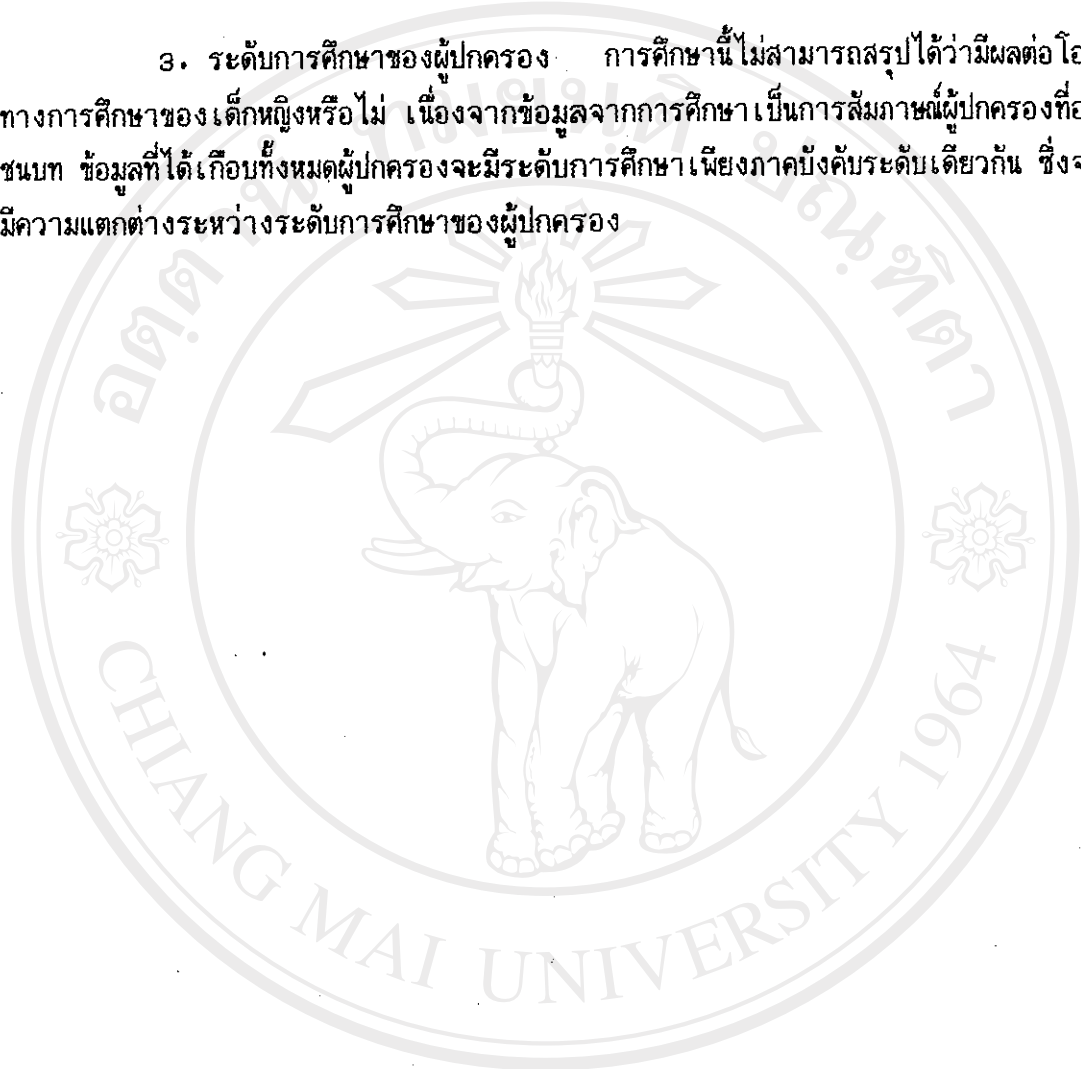 3. ระดับการศึกษาของผู้ปกครอง การศึกษานี้ไม่สามารถสรุปได้ว่ามีผลต่อ
ทางการศึกษาของเด็กหญิงหรือไม่ เนื่องจากข้อมูลจากการศึกษาเป็นการสัมภาษณ์ผู้ปกครอง
ชนบท ข้อมูลที่ได้เกือบทั้งหมดผู้ปกครองจะมีระดับการศึกษาเพียงภาคบังคับระดับเดียวกัน
มีความแตกต่างระหว่างระดับการศึกษาของผู้ปกครอง
CHIANG MAI UNIVERSITY 1964